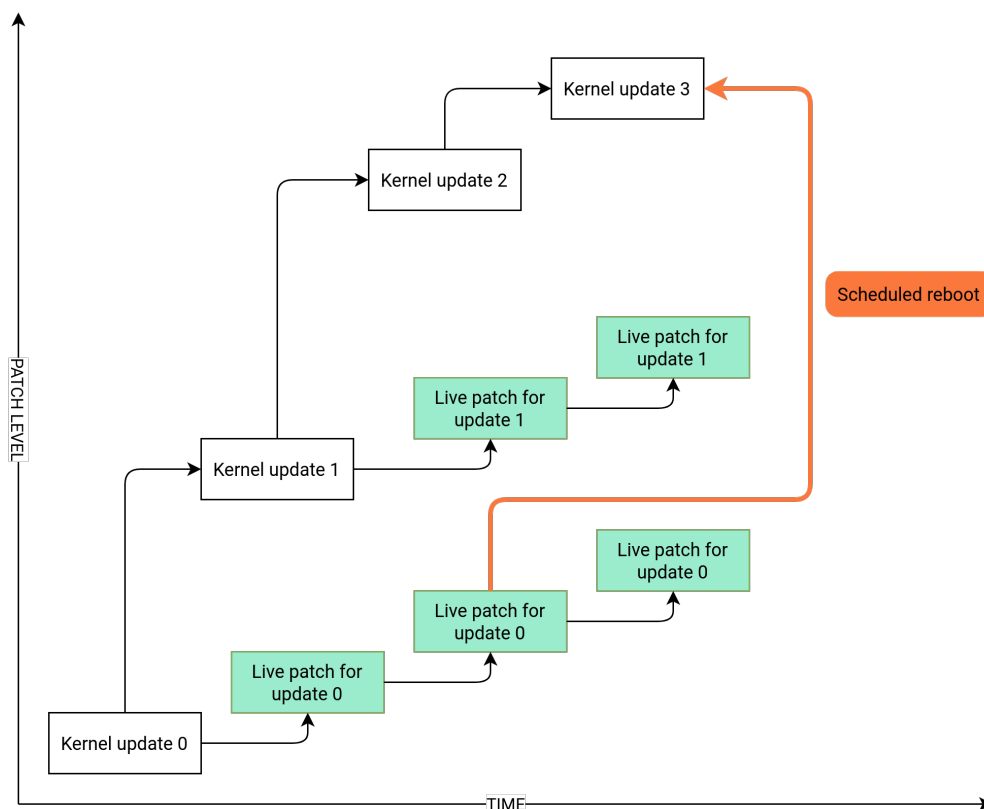 Kernel update 3
Kernel update 2
Scheduled reboot
Live patch for
update 1
Live patch for
update 1
PATCH LEVEL
Kernel update 1
Live patch for
update 0
Live patch for
update 0
Live patch for
update 0
Kernel update 0
TIME